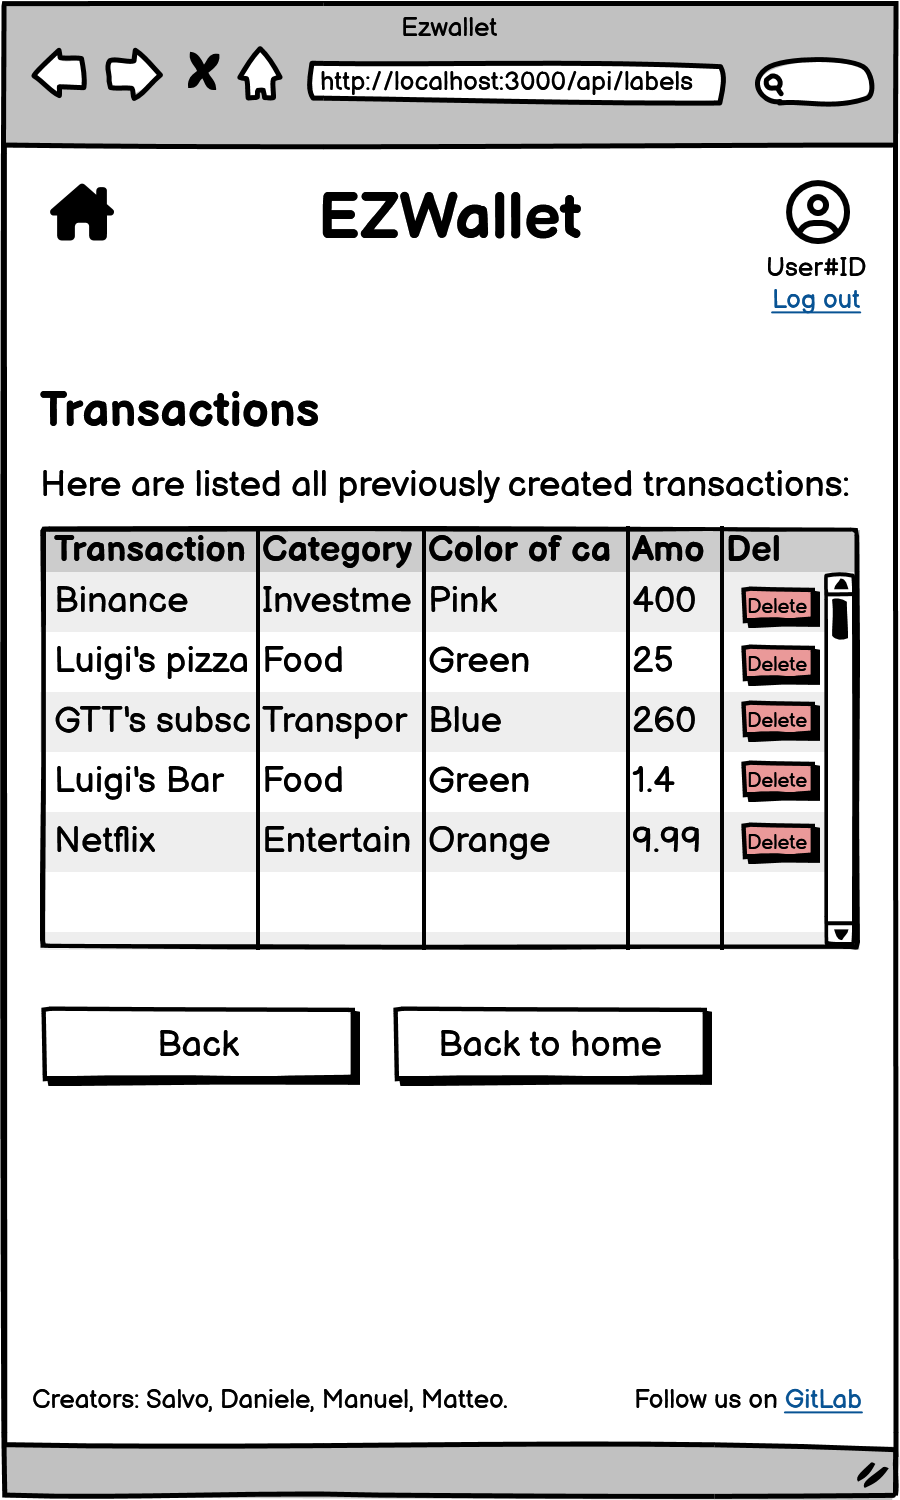 Ezwallet
http://localhost:3000/api/labels
EZWallet
User#ID
Log out
Transactions
Here are listed all previously created transactions:
Transaction Category Color of ca Amo Del
Binance Investme Pink 400 Delete
Luigi's pizza Food Green 25 Delete
GTT's subsc Transpor Blue 260 Delete
Luigi's Bar Food Green 1.4 Delete
Netflix Entertain Orange 9.99 Delete
Back Back to home
Creators: Salvo, Daniele, Manuel, Matteo. Follow us on GitLab